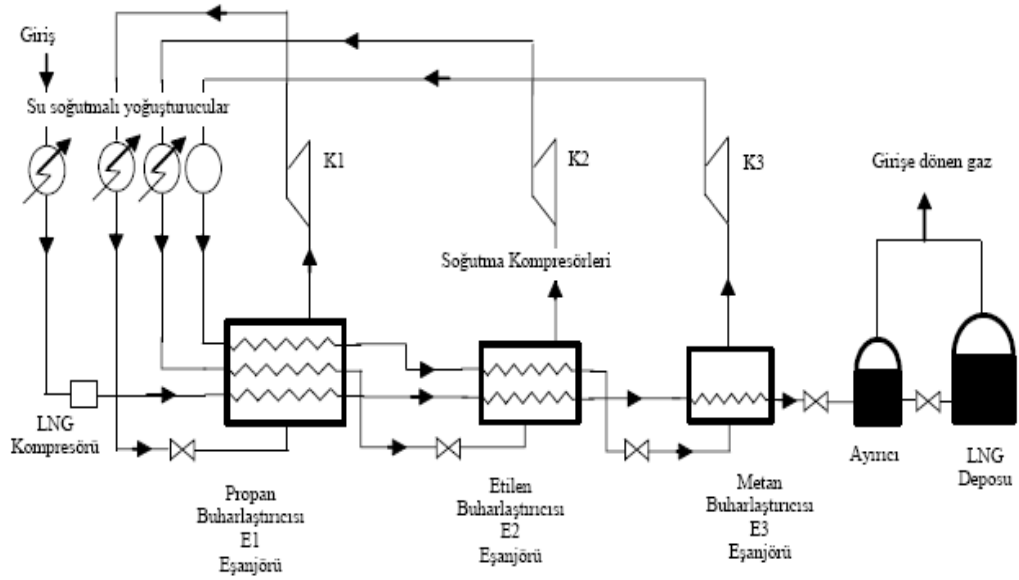 Giriş
Su soğutmalı yoğuşturucular
K1
K2
K3
Girişe dönen gaz
Soğutma Kompresörleri
LNG
Kompresörü
Propan
Buharlaştırıcısı
E1
Eşanjörü
Etilen
Buharlaştırıcısı
E2
Eşanjörü
Metan
Buharlaştırıcısı
E3
Eşanjörü
Ayırıcı
LNG
Deposu